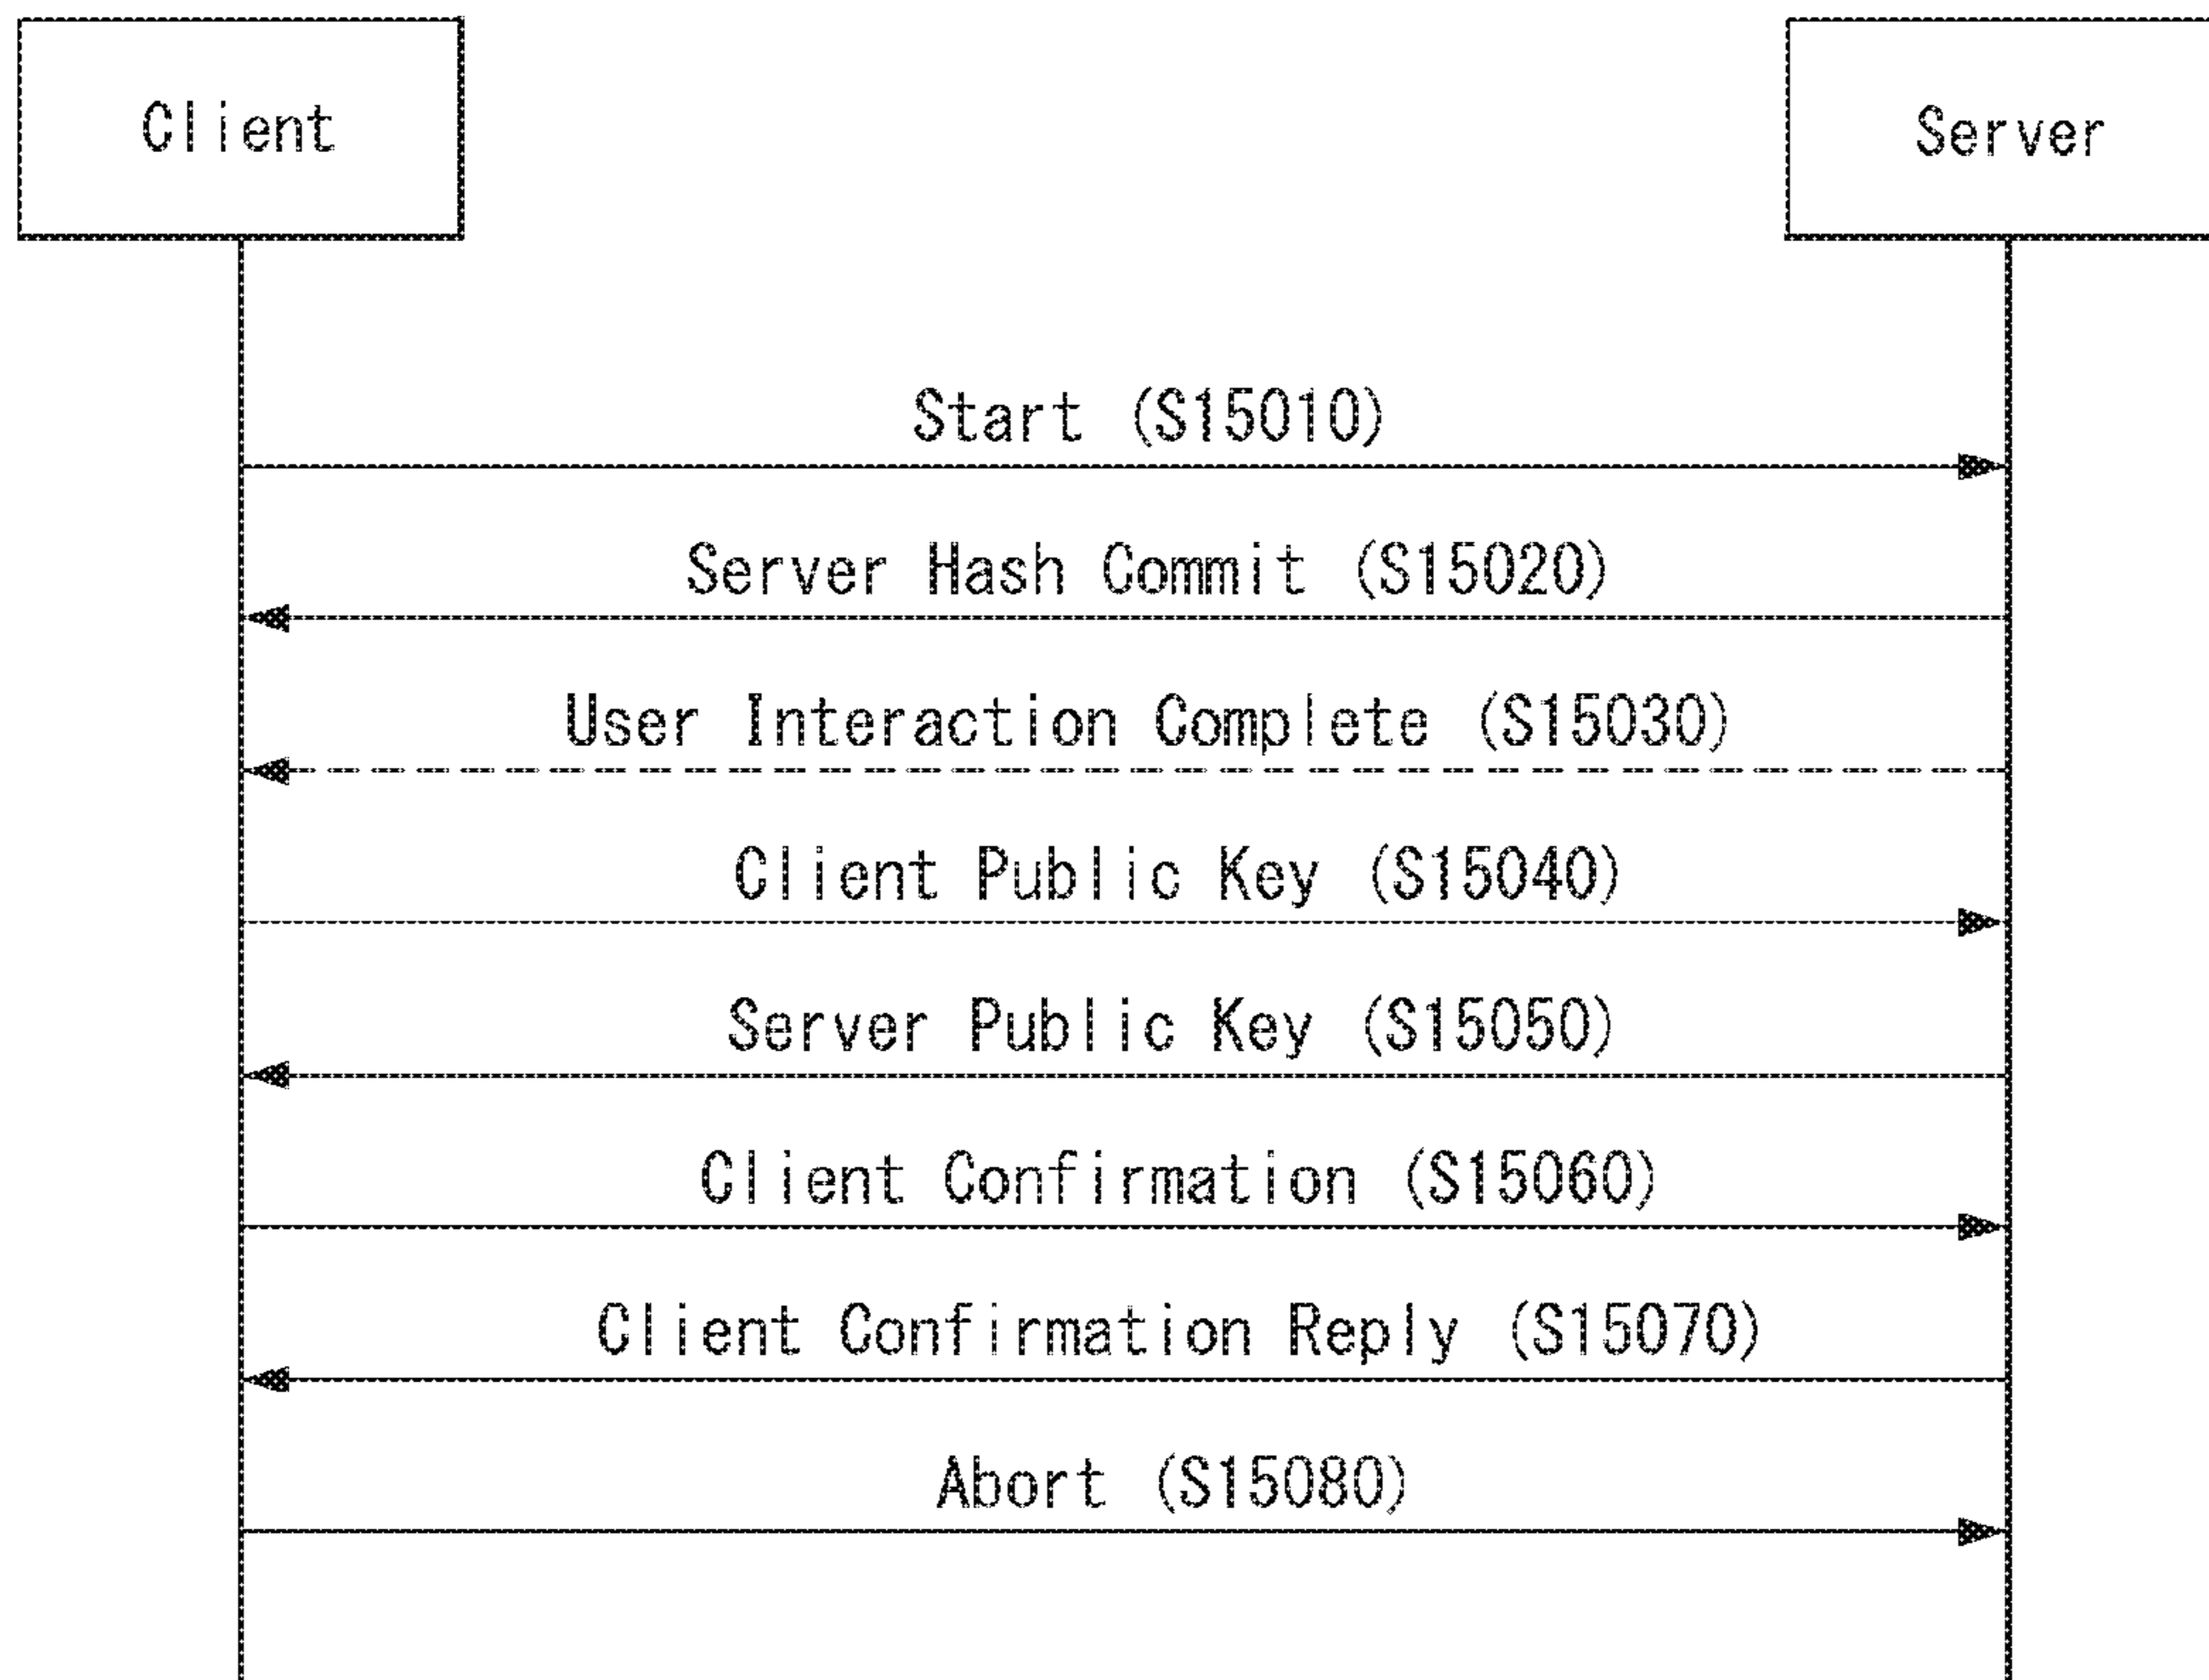 Client
Server
Start (S15010)
Server Hash Commit (S15020)
User Interaction Complete (S15030)
Client Public Key (S15040)
Server Public Key (S15050)
Client Confirmation (S15060)
Client Confirmation Reply (S15070)
Abort (S15080)